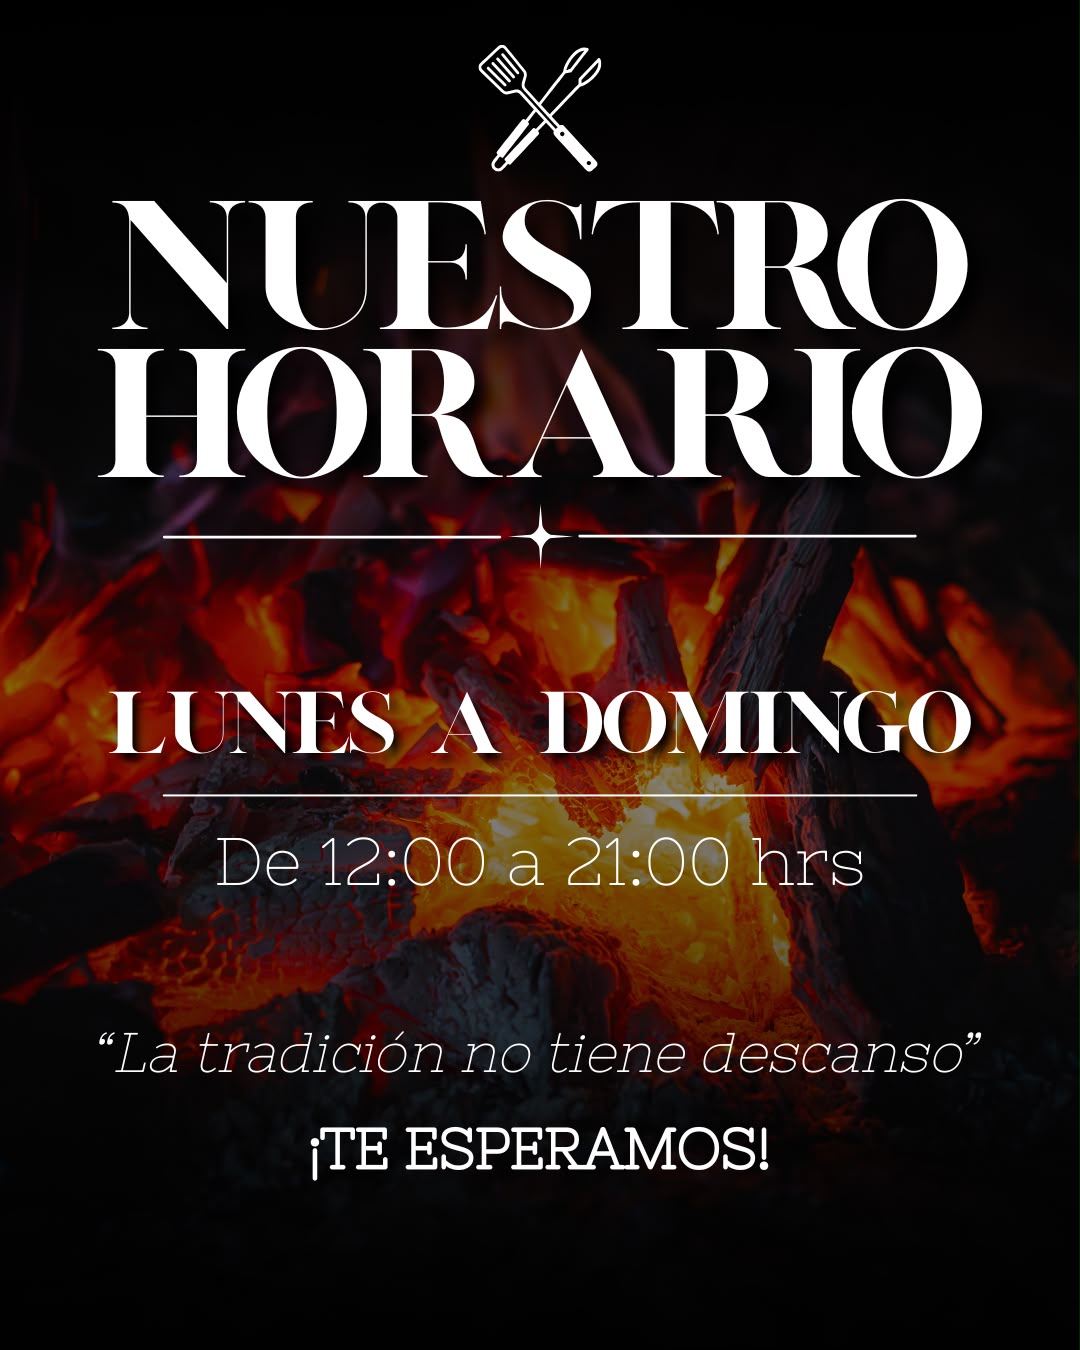 NUESTRO
HORARIO
LUNES A DOMINGO
De 12:00 a 21:00 hrs
“La tradición no tiene descanso”
¡TE ESPERAMOS!